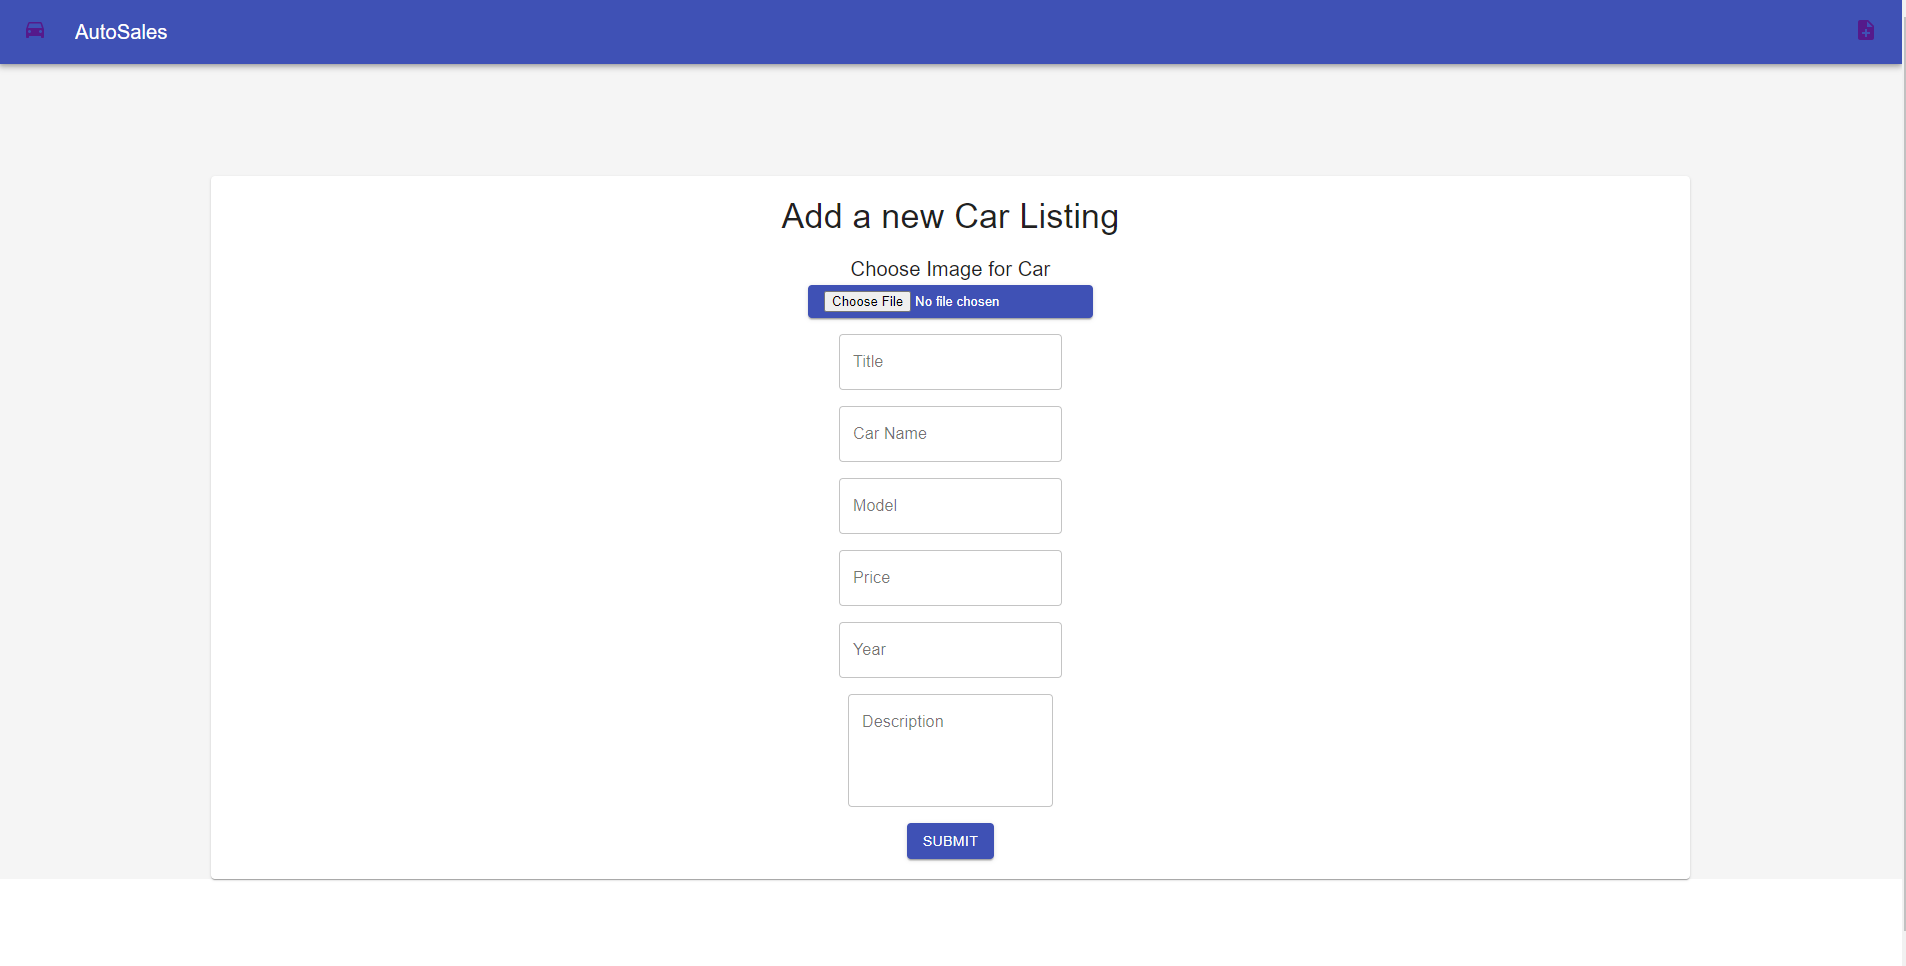 AutoSales
Add a new Car Listing
Choose Image for Car
Choose File No file chosen
Title
Car Name
Model
Price
Year
Description
SUBMIT